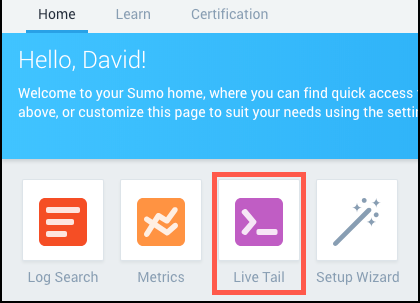 Home Learn Certification
Hello, David!
Welcome to your Sumo home, where you can find quick access
above, or customize this page to suit your needs using the
Log Search Metrics Live Tail Setup Wizard